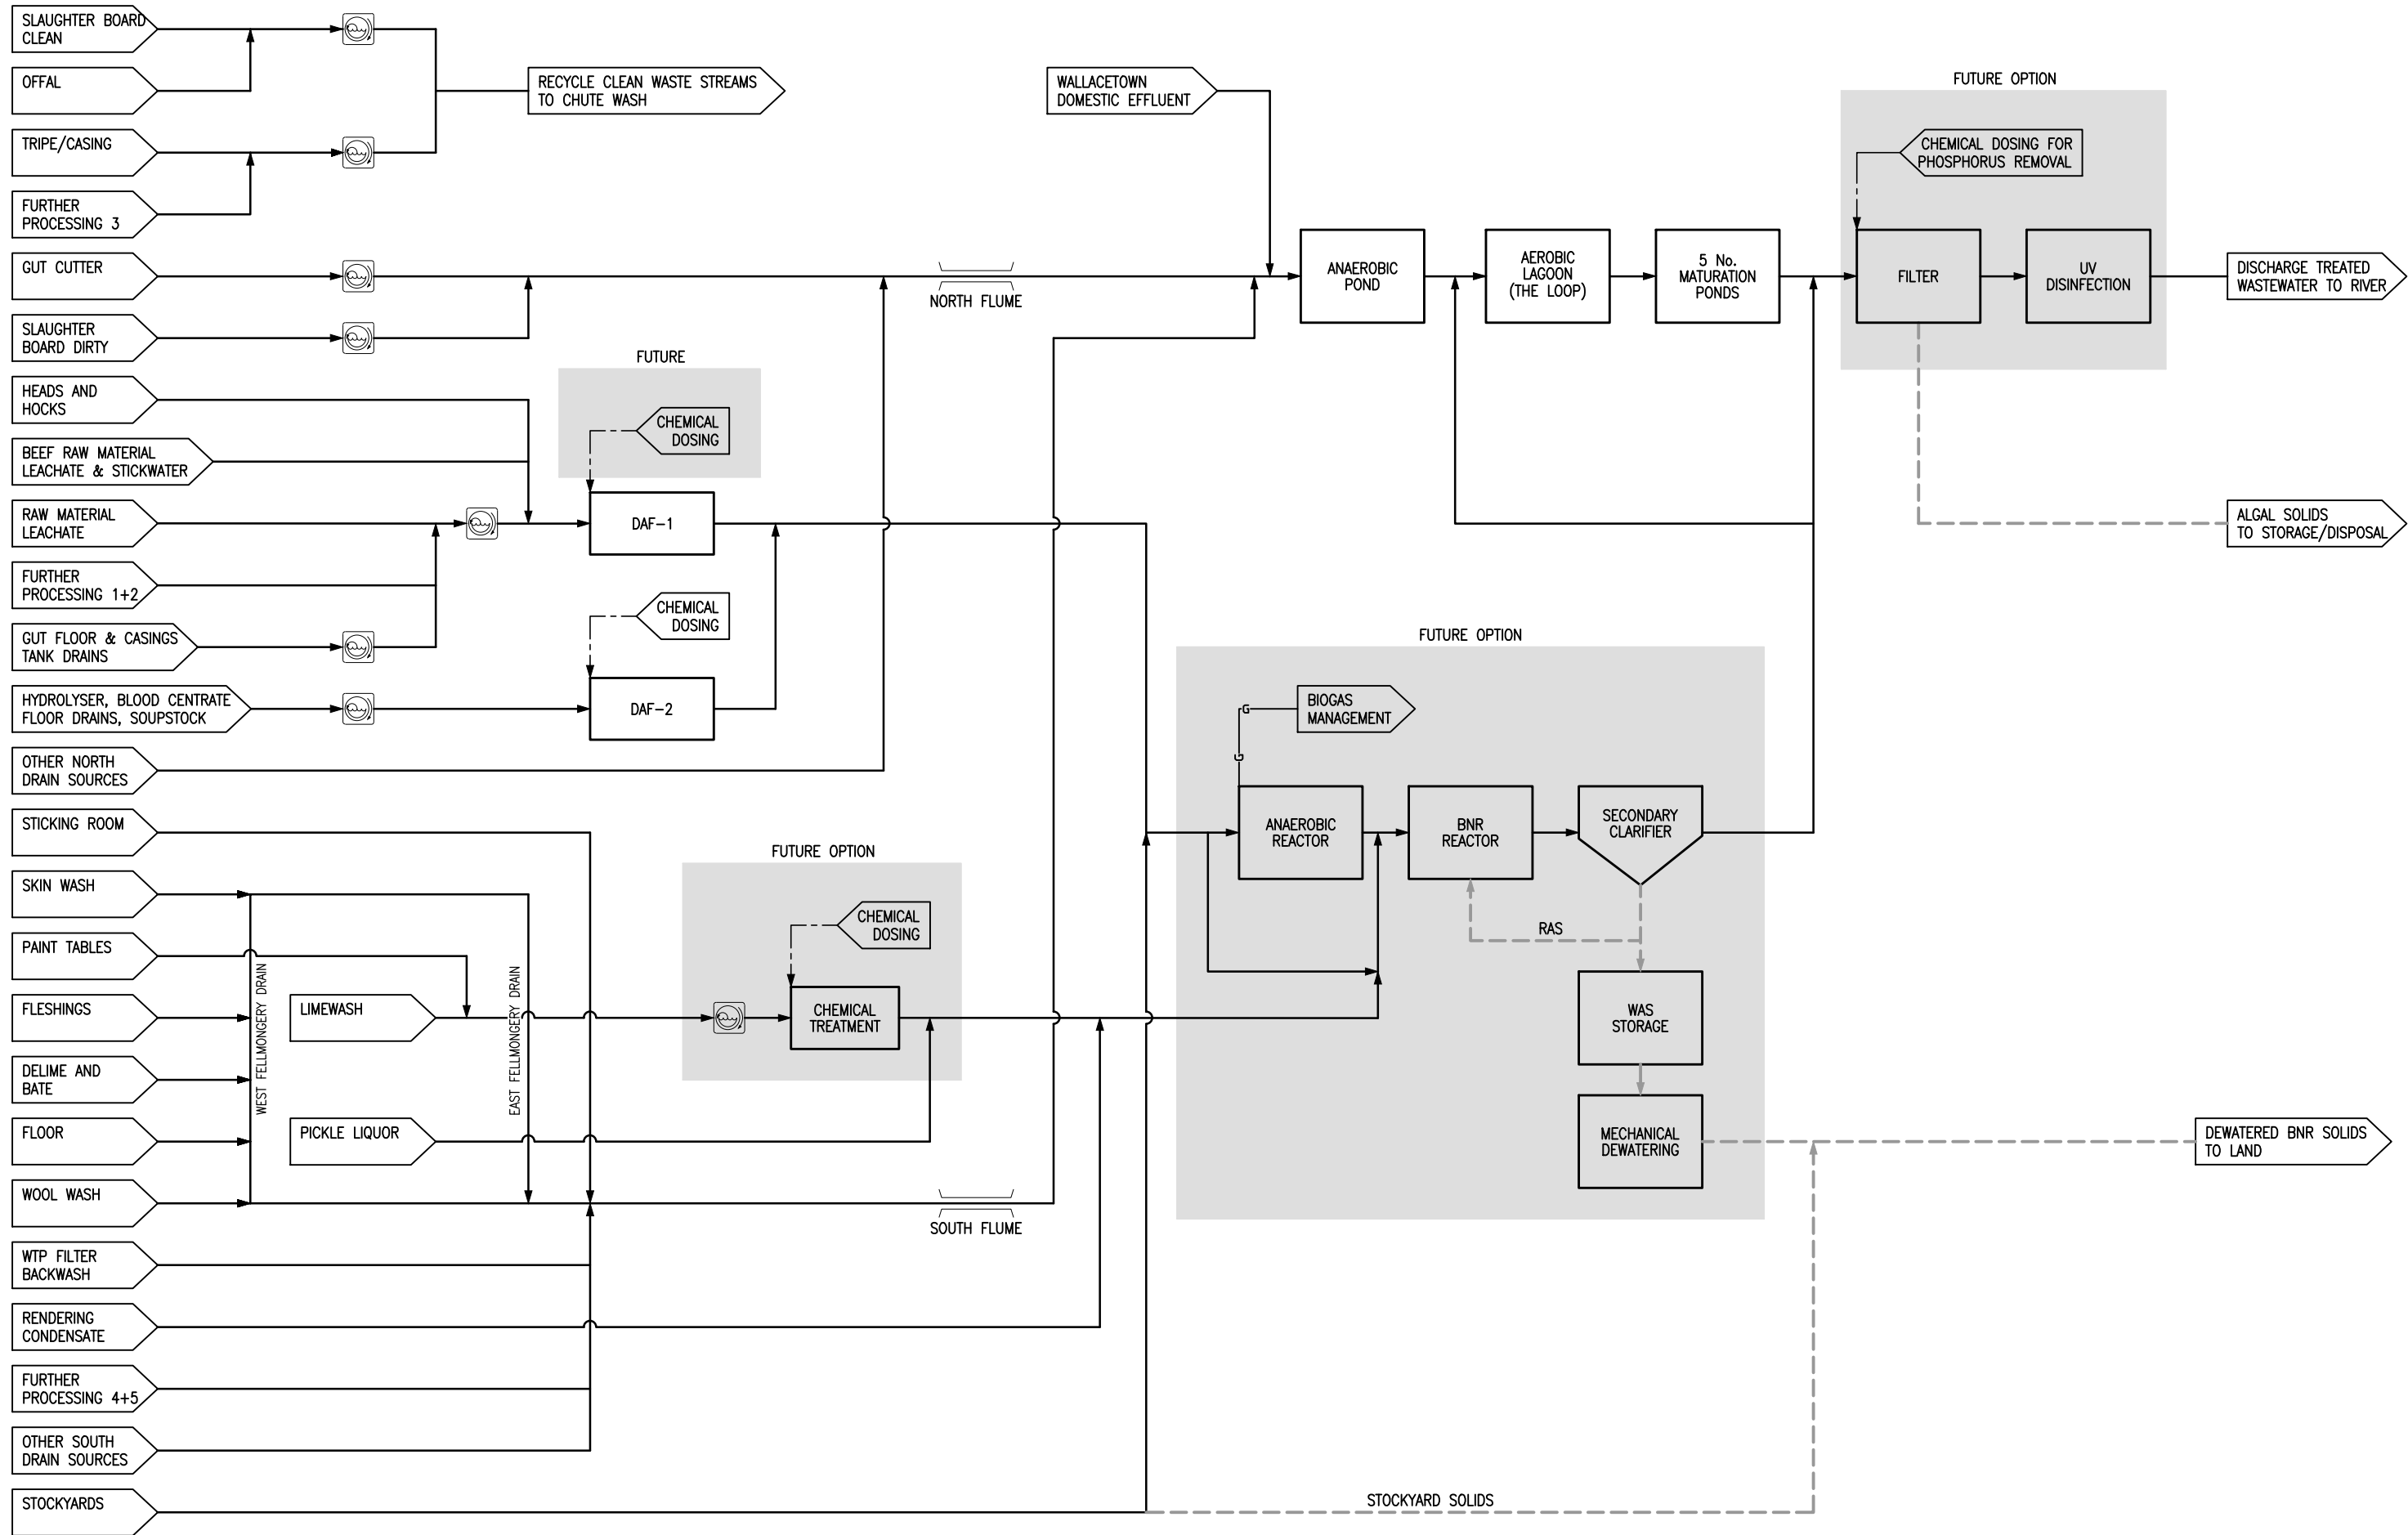 SLAUGHTER BOARD
CLEAN
OFFAL
TRIPE/CASING
FURTHER
PROCESSING 3
GUT CUTTER
SLAUGHTER
BOARD DIRTY
HEADS AND
HOCKS
BEEF RAW MATERIAL
LEACHATE & STICKWATER
RAW MATERIAL
LEACHATE
FURTHER
PROCESSING 1+2
GUT FLOOR & CASINGS
TANK DRAINS
HYDROLYSER, BLOOD CENTRATE
FLOOR DRAINS, SOUPSTOCK
OTHER NORTH
DRAIN SOURCES
STICKING ROOM
SKIN WASH
PAINT TABLES
FLESHINGS
DELIME AND
BATE
FLOOR
WOOL WASH
WTP FILTER
BACKWASH
RENDERING
CONDENSATE
FURTHER
PROCESSING 4+5
OTHER SOUTH
DRAIN SOURCES
STOCKYARDS
WEST FELLMONGERY DRAIN
LIMEWASH
PICKLE LIQUOR
EAST FELLMONGERY DRAIN
RECYCLE CLEAN WASTE STREAMS
TO CHUTE WASH
FUTURE
CHEMICAL
DOSING
DAF-1
CHEMICAL
DOSING
DAF-2
FUTURE OPTION
CHEMICAL
DOSING
CHEMICAL
TREATMENT
NORTH FLUME
SOUTH FLUME
WALLACETOWN
DOMESTIC EFFLUENT
ANAEROBIC
POND
AEROBIC
LAGOON
(THE LOOP)
5 No.
MATURATION
PONDS
FUTURE OPTION
CHEMICAL DOSING FOR
PHOSPHORUS REMOVAL
FILTER
UV
DISINFECTION
DISCHARGE TREATED
WASTEWATER TO RIVER
ALGAL SOLIDS
TO STORAGE/DISPOSAL
FUTURE OPTION
BIOGAS
MANAGEMENT
G
G
ANAEROBIC
REACTOR
BNR
REACTOR
SECONDARY
CLARIFIER
RAS
WAS
STORAGE
MECHANICAL
DEWATERING
DEWATERED BNR SOLIDS
TO LAND
STOCKYARD SOLIDS